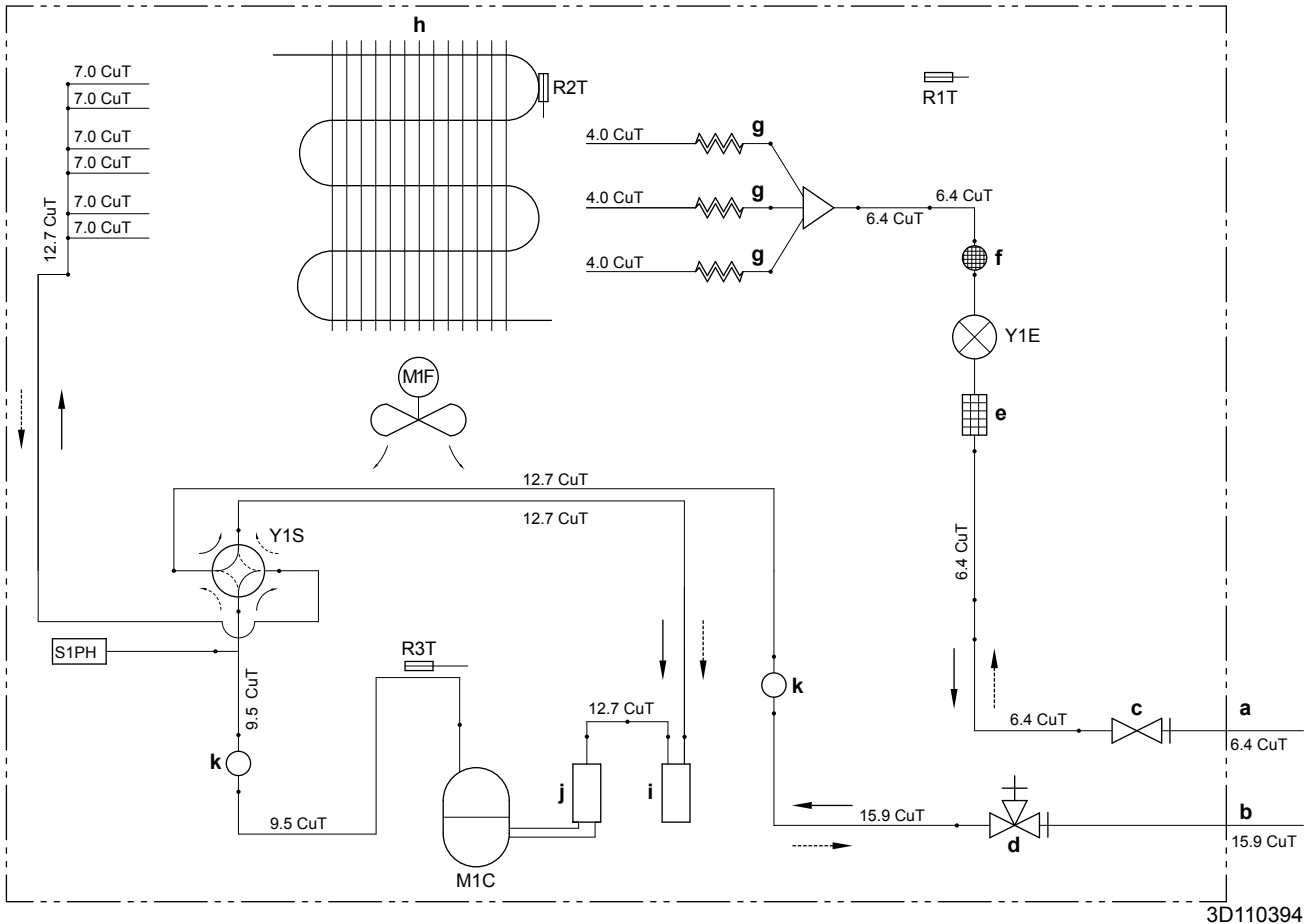 h
7.0 CuT
7.0 CuT
7.0 CuT
7.0 CuT
7.0 CuT
7.0 CuT
12.7 CuT
R2T
R1T
4.0 CuT
g
4.0 CuT
g
4.0 CuT
g
6.4 CuT
6.4 CuT
f
Y1E
e
M1F
12.7 CuT
12.7 CuT
Y1S
6.4 CuT
S1PH
9.5 CuT
R3T
k
12.7 CuT
k
6.4 CuT
c
a
6.4 CuT
j
i
9.5 CuT
M1C
15.9 CuT
d
b
15.9 CuT
3D110394